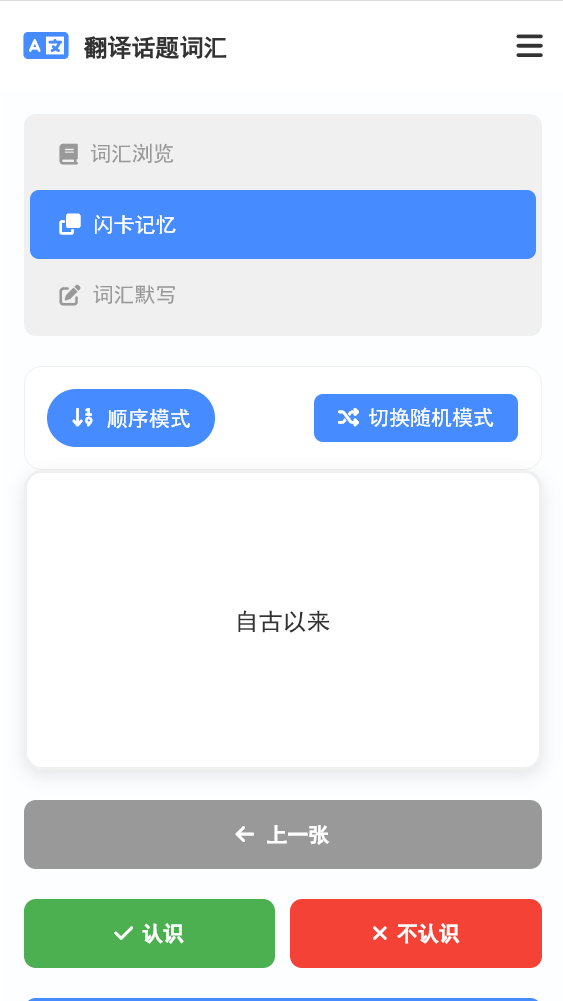 翻译话题词汇
词汇浏览
闪卡记忆
词汇默写
顺序模式 切换随机模式
自古以来
上一张
认识 不认识